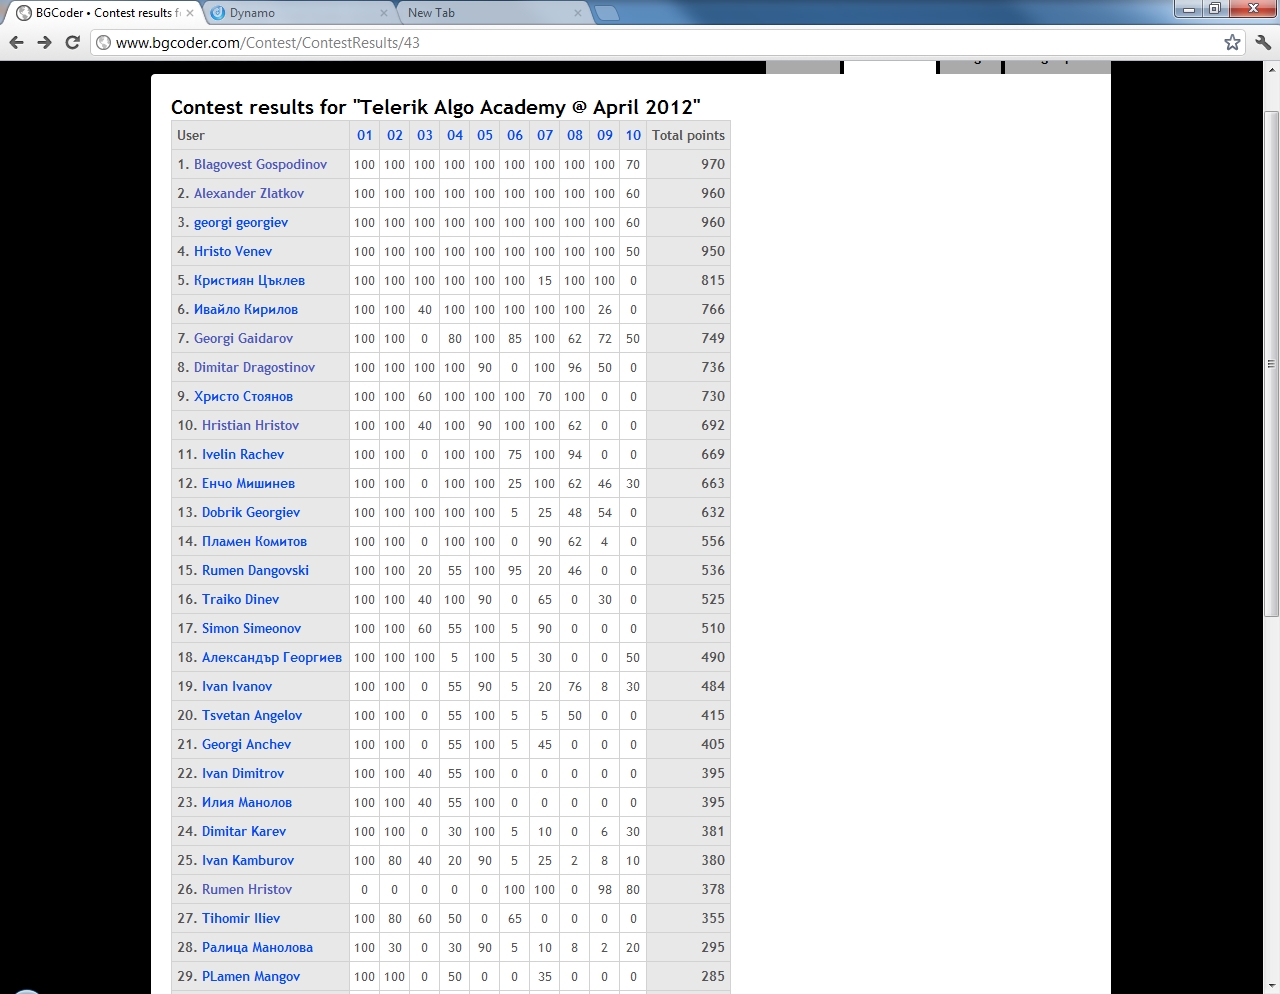 BGCoder • Contest results f
Dynamo
New Tab
www.bgcoder.com/Contest/ContestResults/43
Contest results for "Telerik Algo Academy @ April 2012"
User 01 02 03 04 05 06 07 08 09 10 Total points
1. Blagovest Gospodinov 100 100 100 100 100 100 100 100 100 70 970
2. Alexander Zlatkov 100 100 100 100 100 100 100 100 100 60 960
3. georgi georgiev 100 100 100 100 100 100 100 100 100 60 960
4. Hristo Venev 100 100 100 100 100 100 100 100 100 50 950
5. Кристиян Цъклев 100 100 100 100 100 100 15 100 100 0 815
6. Ивайло Кирилов 100 100 40 100 100 100 100 100 26 0 766
7. Georgi Gaidarov 100 100 0 80 100 85 100 62 72 50 749
8. Dimitar Dragostinov 100 100 100 100 90 0 100 96 50 0 736
9. Христо Стоянов 100 100 60 100 100 100 70 100 0 0 730
10. Hristian Hristov 100 100 40 100 90 100 100 62 0 0 692
11. Ivelin Rachev 100 100 0 100 100 75 100 94 0 0 669
12. Енчо Мишинев 100 100 0 100 100 25 100 62 46 30 663
13. Dobrik Georgiev 100 100 100 100 100 5 25 48 54 0 632
14. Пламен Комитов 100 100 0 100 100 0 90 62 4 0 556
15. Rumen Dangovski 100 100 20 55 100 95 20 46 0 0 536
16. Traiko Dinev 100 100 40 100 90 0 65 0 30 0 525
17. Simon Simeonov 100 100 60 55 100 5 90 0 0 0 510
18. Александър Георгиев 100 100 100 5 100 5 30 0 0 50 490
19. Ivan Ivanov 100 100 0 55 90 5 20 76 8 30 484
20. Tsvetan Angelov 100 100 0 55 100 5 5 50 0 0 415
21. Georgi Anchev 100 100 0 55 100 5 45 0 0 0 405
22. Ivan Dimitrov 100 100 40 55 100 0 0 0 0 0 395
23. Илия Манолов 100 100 40 55 100 0 0 0 0 0 395
24. Dimitar Karev 100 100 0 30 100 5 10 0 6 30 381
25. Ivan Kamburov 100 80 40 20 90 5 25 2 8 10 380
26. Rumen Hristov 0 0 0 0 0 100 100 0 98 80 378
27. Tihomir Iliev 100 80 60 50 0 65 0 0 0 0 355
28. Ралица Манолова 100 30 0 30 90 5 10 8 2 20 295
29. PLamen Mangov 100 100 0 50 0 0 35 0 0 0 285